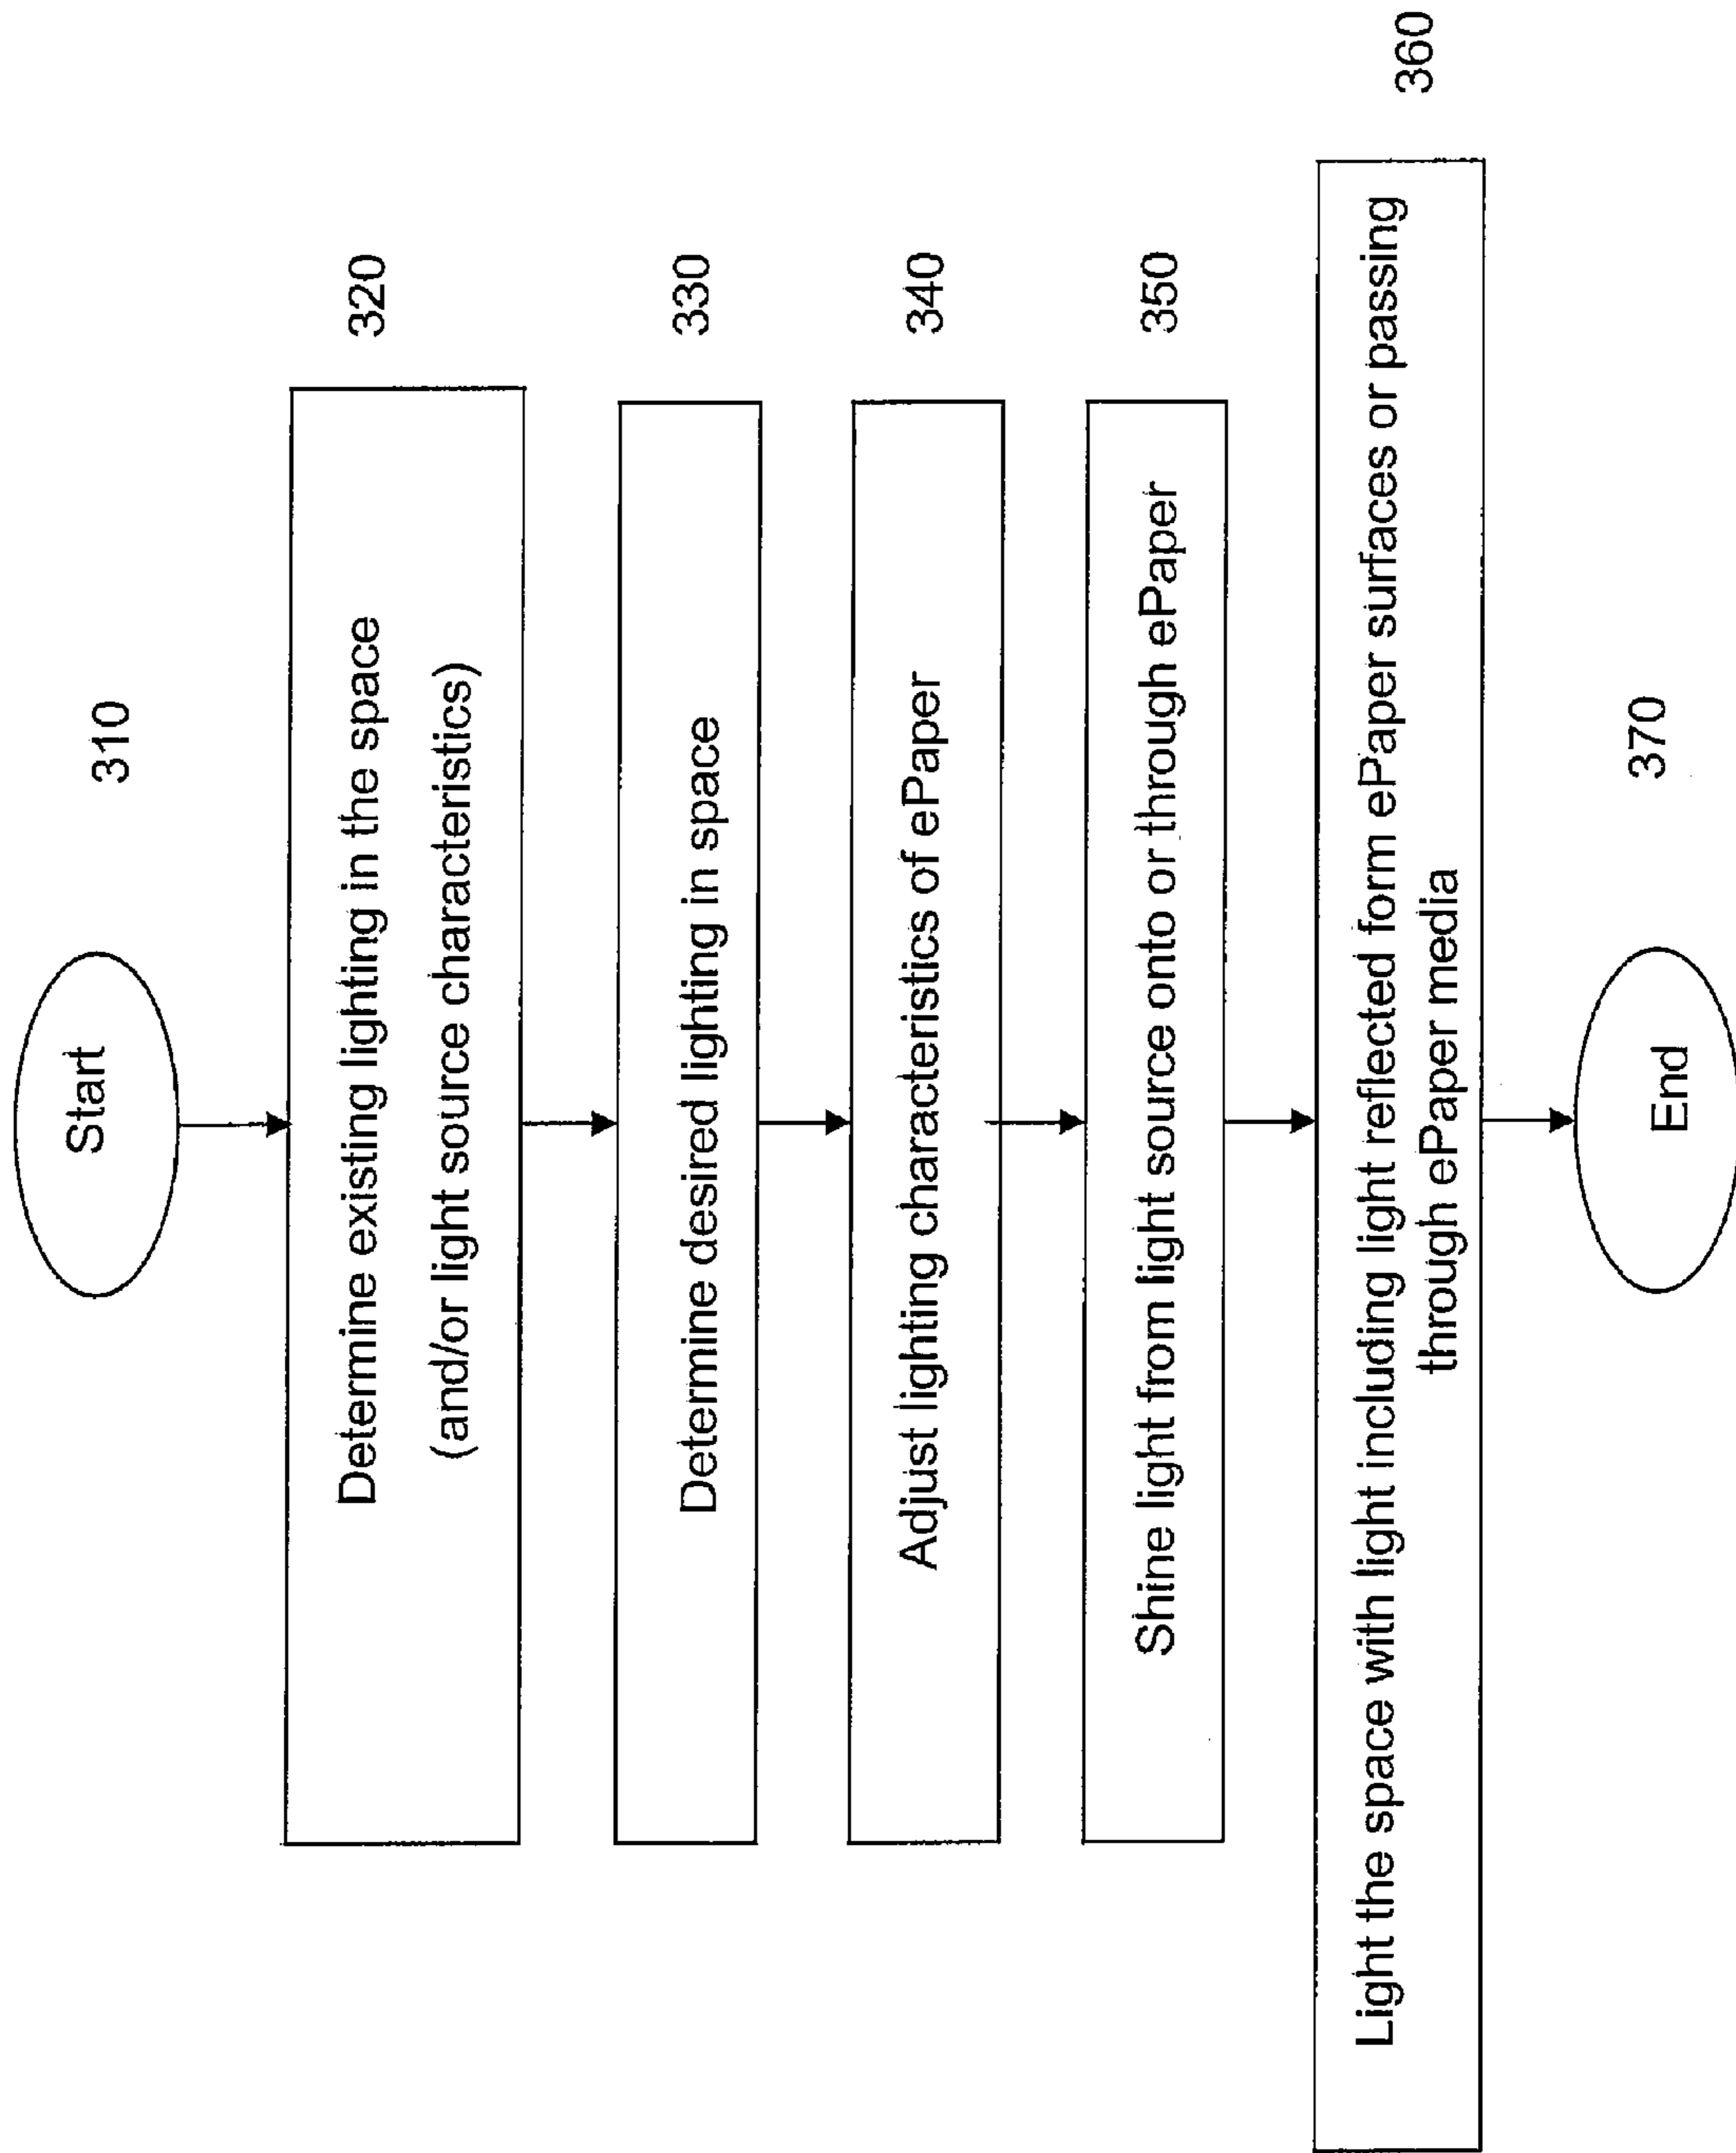 Start
310
Determine existing lighting in the space
(and/or light source characteristics)
320
Determine desired lighting in space
330
Adjust lighting characteristics of ePaper
340
Shine light from light source onto or through ePaper
350
Light the space with light including light reflected form ePaper surfaces or passing
through ePaper media
360
End
370